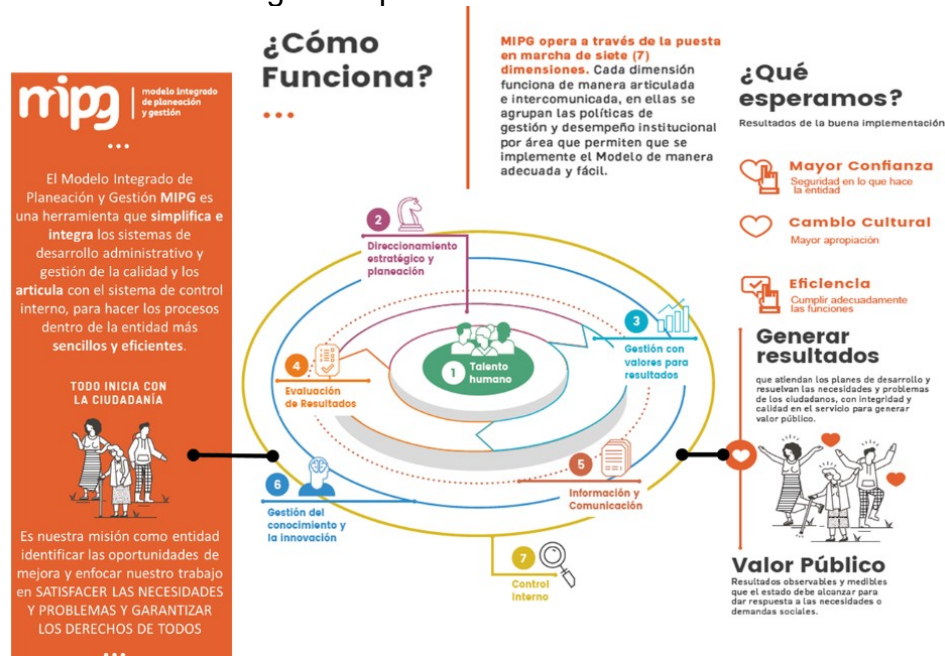 mipg
modelo integrado
de planeación
y gestión
El Modelo Integrado de
Planeación y Gestión MIPG es
una herramienta que simplifica e
integra los sistemas de
desarrollo administrativo y
gestión de la calidad y los
articula con el sistema de control
interno, para hacer los procesos
dentro de la entidad más
sencillos y eficientes.
TODO INICIA CON
LA CIUDADANÍA
Es nuestra misión como entidad
identificar las oportunidades de
mejora y enfocar nuestro trabajo
en SATISFACER LAS NECESIDADES
Y PROBLEMAS Y GARANTIZAR
LOS DERECHOS DE TODOS
¿Cómo
Funciona?
MIPG opera a través de la puesta
en marcha de siete (7)
dimensiones. Cada dimensión
funciona de manera articulada
e intercomunicada, en ellas se
agrupan las políticas de
gestión y desempeño institucional
por área que permiten que se
implemente el Modelo de manera
adecuada y fácil.
1
Talento
humano
2
Direccionamiento
estratégico y
planeación
3
Gestión con
valores para
resultados
4
Evaluación
de Resultados
5
Información y
Comunicación
6
Gestión del
conocimiento y
la innovación
7
Control
Interno
¿Qué
esperamos?
Resultados de la buena implementación
Mayor Confianza
Seguridad en lo que hace
la entidad
Cambio Cultural
Mayor apropiación
Eficiencia
Cumplir adecuadamente
las funciones
Generar
resultados
que atiendan los planes de desarrollo y
resuelvan las necesidades y problemas
de los ciudadanos, con integridad y
calidad en el servicio para generar
valor público.
Valor Público
Resultados observables y medibles
que el estado debe alcanzar para
dar respuesta a las necesidades o
demandas sociales.